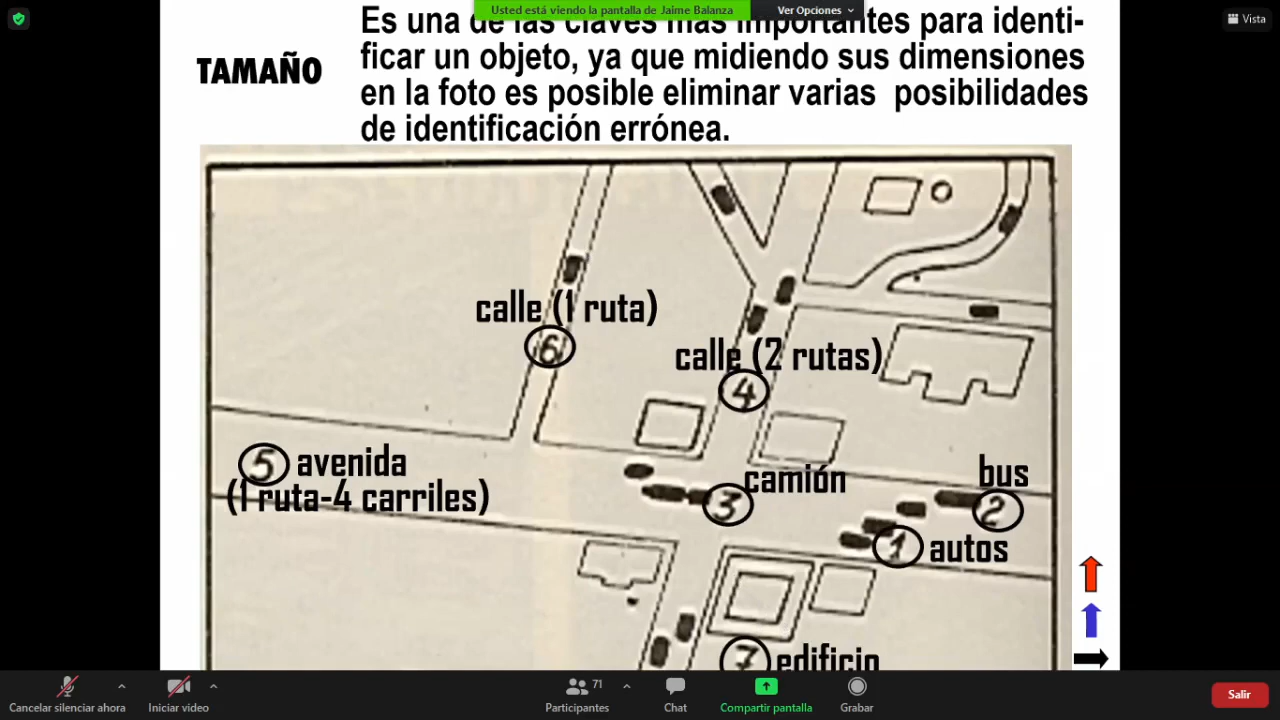 Usted está viendo la pantalla de Jaime Balanza
Ver Opciones
Vista
Es una de las claves más importantes para identi-
TAMAÑO
ficar un objeto, ya que midiendo sus dimensiones
en la foto es posible eliminar varias posibilidades
de identificación errónea.
calle (1 ruta)
6
calle (2 rutas)
4
5 avenida
(1 ruta-4 carriles)
camión
3
bus
2
1 autos
7 edificio
Cancelar silenciar ahora
Iniciar video
71
Participantes
Chat
Compartir pantalla
Grabar
Salir